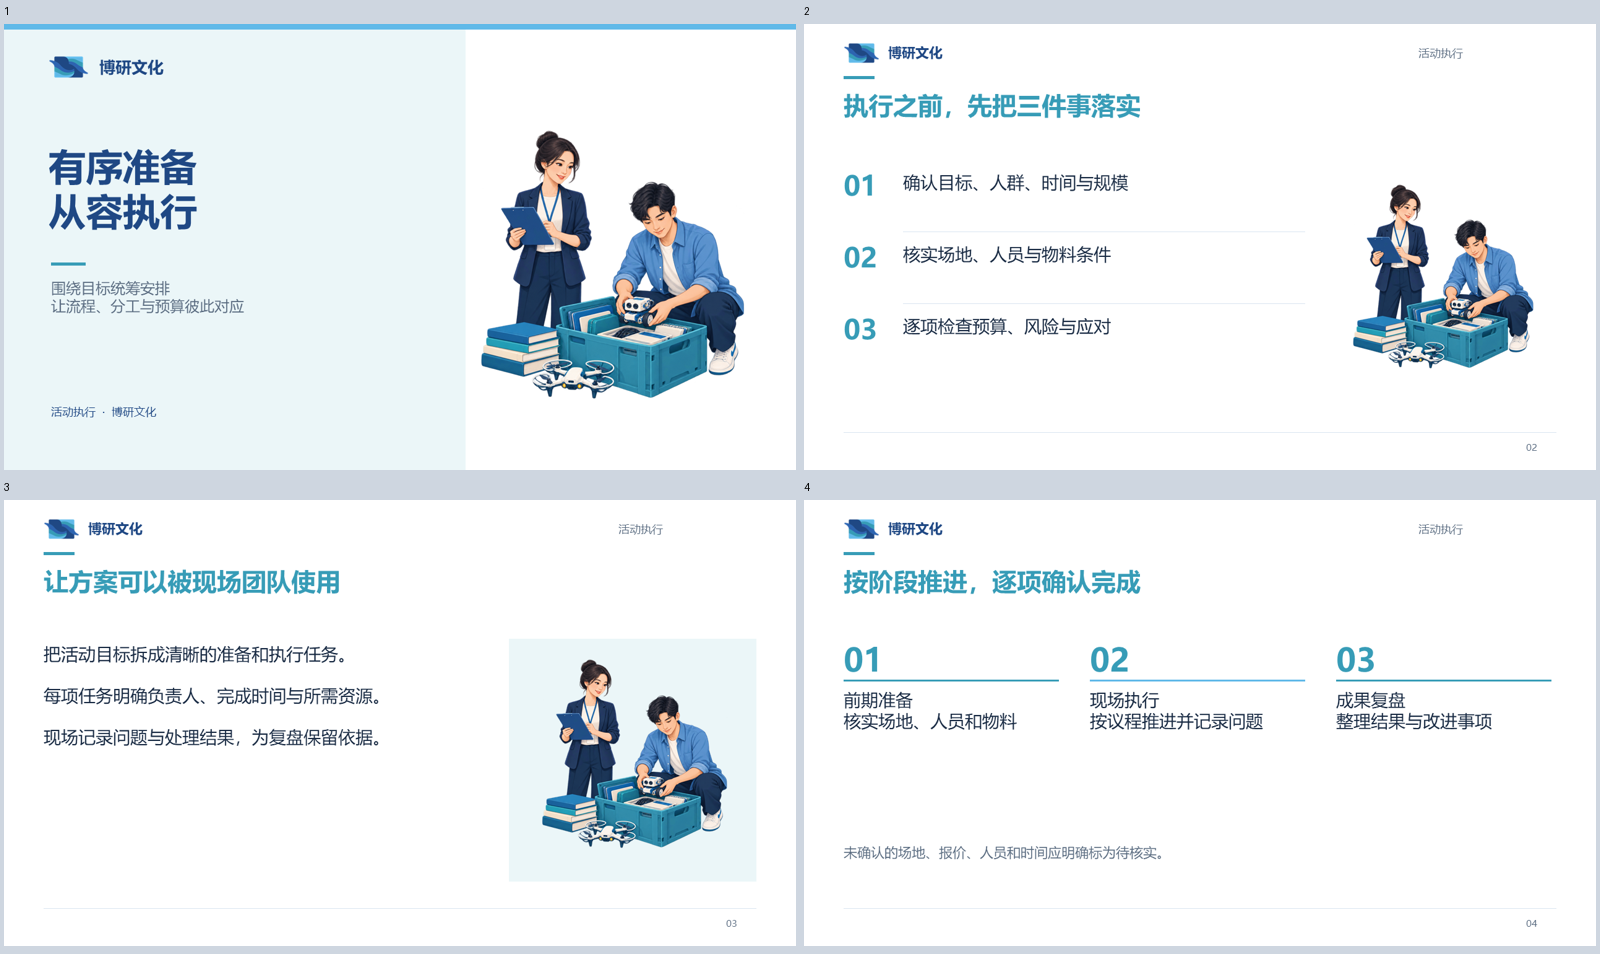 1
博研文化
有序准备
从容执行
围绕目标统筹安排
让流程、分工与预算彼此对应
活动执行 · 博研文化
2
博研文化
活动执行
执行之前，先把三件事落实
01 确认目标、人群、时间与规模
02 核实场地、人员与物料条件
03 逐项检查预算、风险与应对
02
3
博研文化
活动执行
让方案可以被现场团队使用
把活动目标拆成清晰的准备和执行任务。
每项任务明确负责人、完成时间与所需资源。
现场记录问题与处理结果，为复盘保留依据。
03
4
博研文化
活动执行
按阶段推进，逐项确认完成
01
前期准备
核实场地、人员和物料
02
现场执行
按议程推进并记录问题
03
成果复盘
整理结果与改进事项
未确认的场地、报价、人员和时间应明确标为待核实。
04